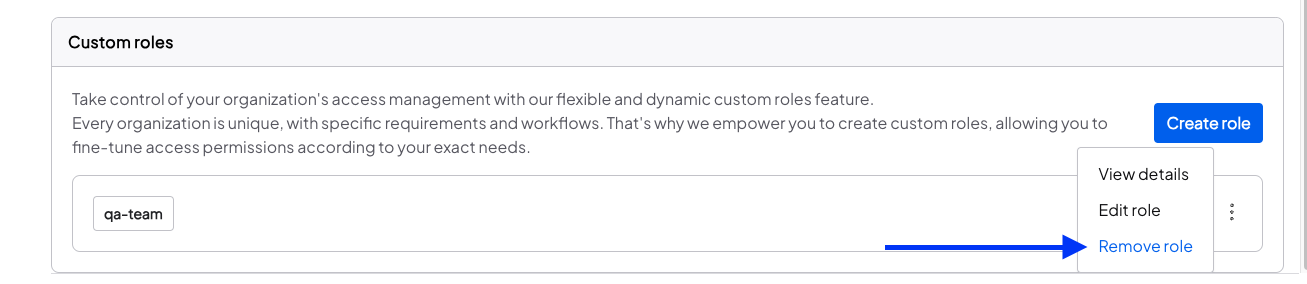 Custom roles
Take control of your organization's access management with our flexible and dynamic custom roles feature.
Every organization is unique, with specific requirements and workflows. That's why we empower you to create custom roles, allowing you to
fine-tune access permissions according to your exact needs.
Create role
View details
qa-team
Edit role
Remove role